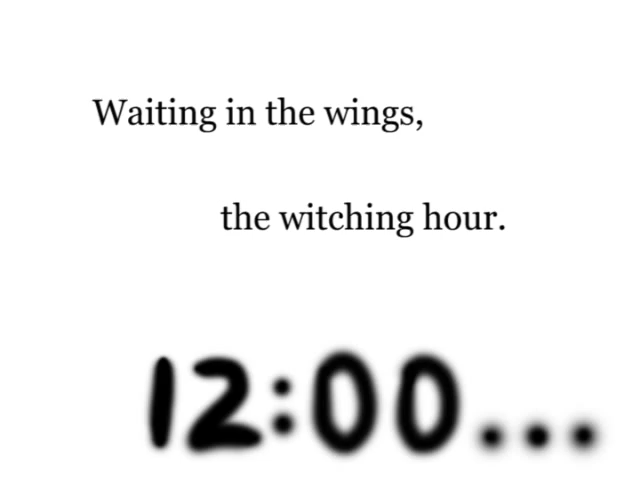 Waiting in the wings,
the witching hour.
12:00...